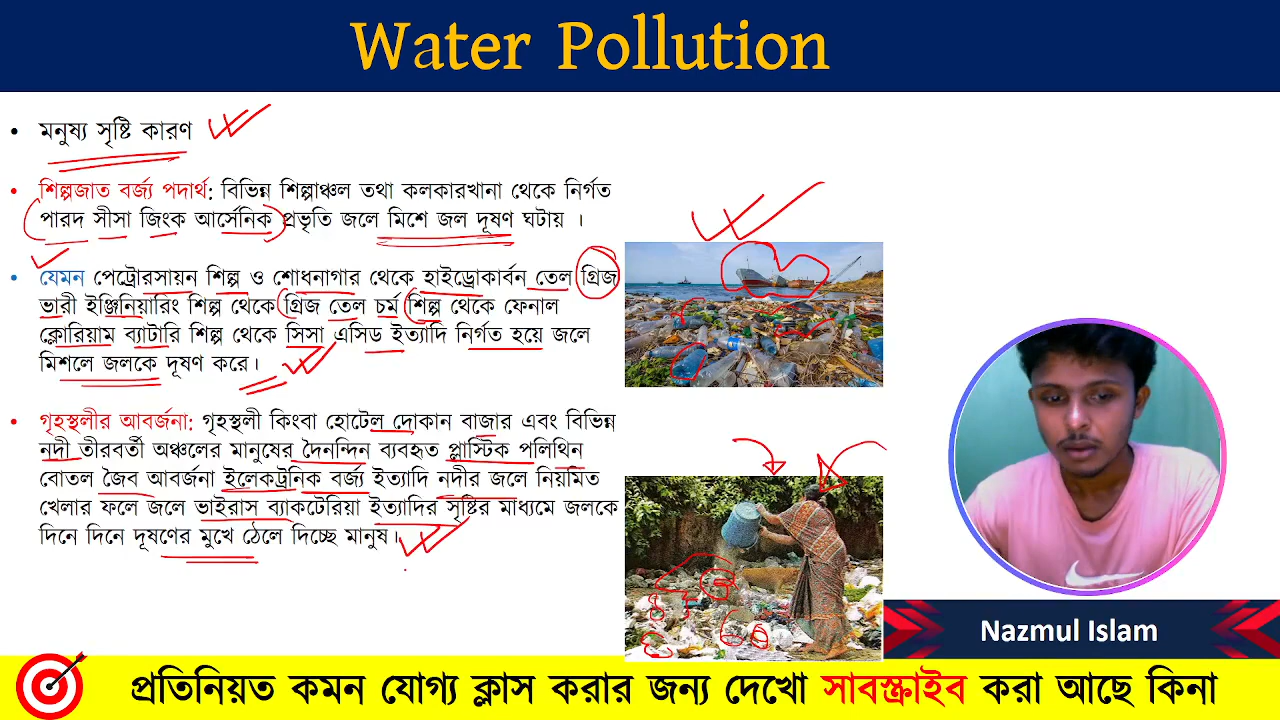 Water Pollution
• মনুষ্য সৃষ্টি কারণ
• শিল্পজাত বর্জ্য পদার্থ: বিভিন্ন শিল্পাঞ্চল তথা কলকারখানা থেকে নির্গত
পারদ সীসা জিংক আর্সেনিক প্রভৃতি জলে মিশে জল দূষণ ঘটায় ।
• যেমন পেট্রোরসায়ন শিল্প ও শোধনাগার থেকে হাইড্রোকার্বন তেল গ্রিজ
ভারী ইঞ্জিনিয়ারিং শিল্প থেকে গ্রিজ তেল চর্ম শিল্প থেকে ফেনাল
ক্লোরিয়াম ব্যাটারি শিল্প থেকে সিসা এসিড ইত্যাদি নির্গত হয়ে জলে
মিশলে জলকে দূষণ করে।
• গৃহস্থলীর আবর্জনা: গৃহস্থলী কিংবা হোটেল দোকান বাজার এবং বিভিন্ন
নদী তীরবর্তী অঞ্চলের মানুষের দৈনন্দিন ব্যবহৃত প্লাস্টিক পলিথিন
বোতল জৈব আবর্জনা ইলেকট্রনিক বর্জ্য ইত্যাদি নদীর জলে নিয়মিত
খেলার ফলে জলে ভাইরাস ব্যাকটেরিয়া ইত্যাদির সৃষ্টির মাধ্যমে জলকে
দিনে দিনে দূষণের মুখে ঠেলে দিচ্ছে মানুষ।
Nazmul Islam
প্রতিনিয়ত কমন যোগ্য ক্লাস করার জন্য দেখো সাবস্ক্রাইব করা আছে কিনা